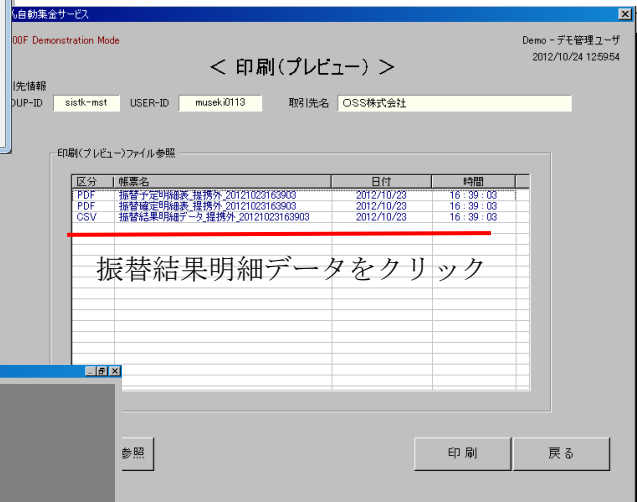 自動集金サービス
00F Demonstration Mode
Demo - デモ管理ユーザ
2012/10/24 125954
＜ 印刷(プレビュー) ＞
先情報
OUP-ID sistk-mst USER-ID museki0113 取引先名 OSS株式会社
印刷(プレビュー)ファイル参照
区分 帳票名 日付 時間
PDF 振替予定明細表_提携外_20121023163903 2012/10/23 16:39:03
PDF 振替確定明細表_提携外_20121023163903 2012/10/23 16:39:03
CSV 振替結果明細データ_提携外_20121023163903 2012/10/23 16:39:03
振替結果明細データをクリック
参照 印 刷 戻 る